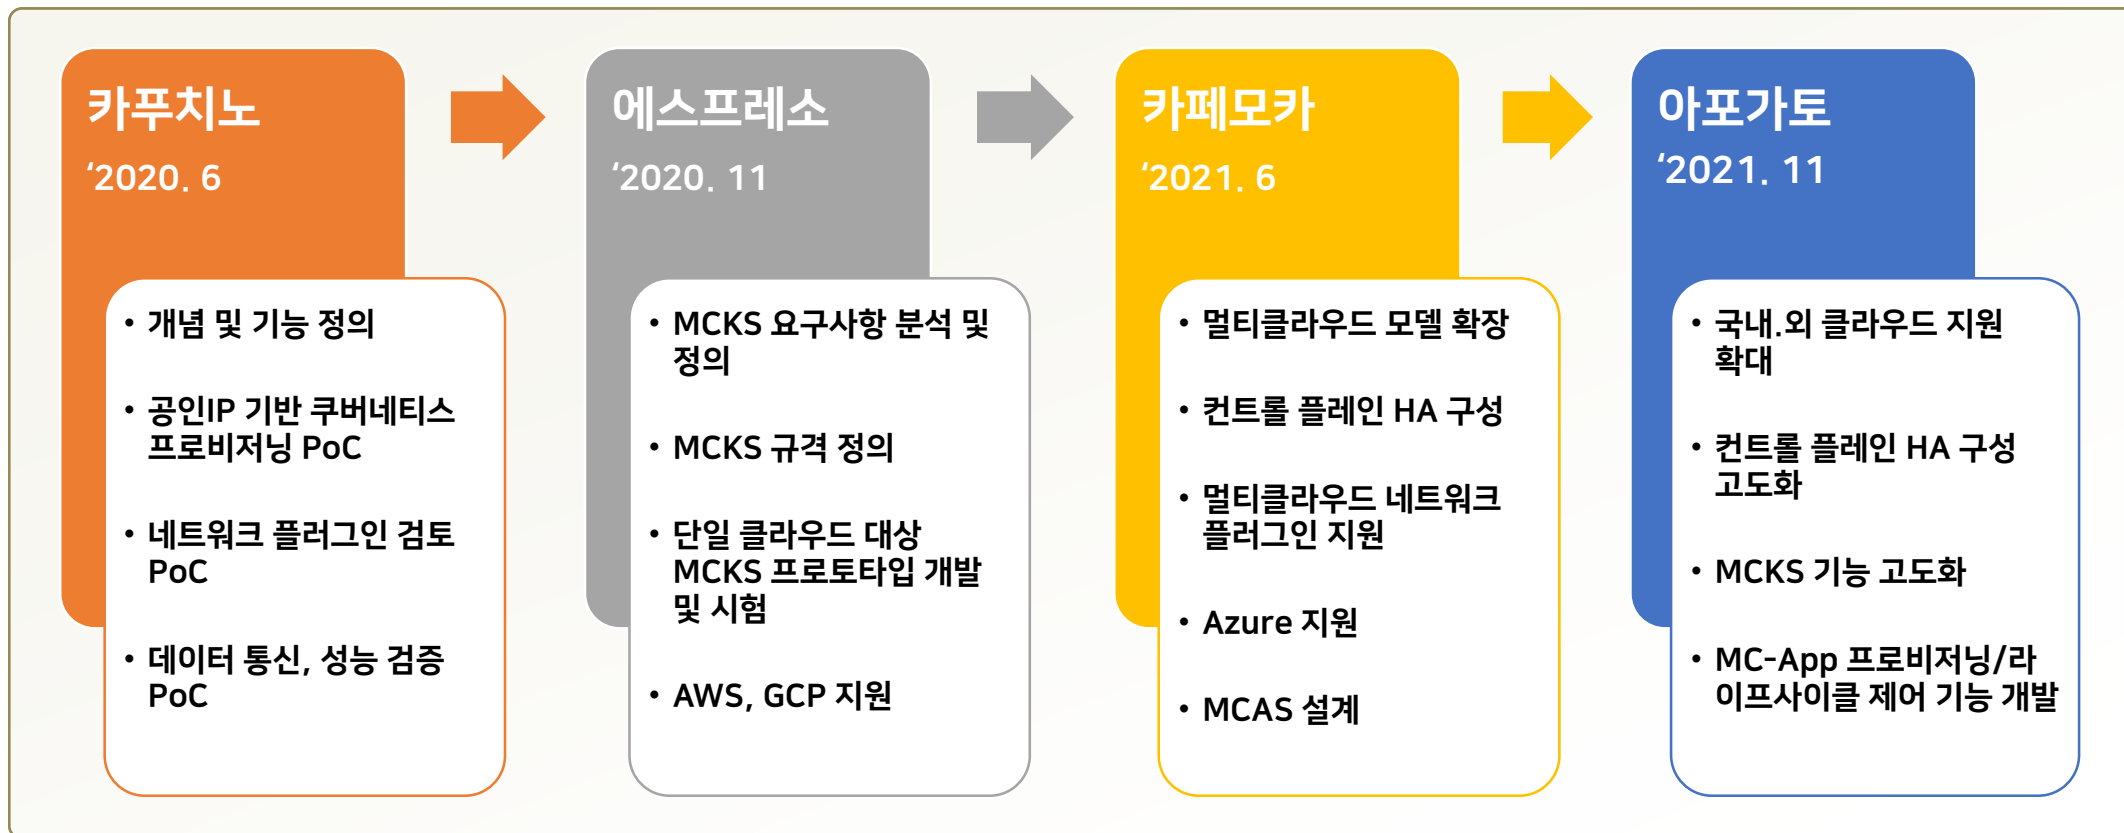 카푸치노
‘2020. 6
• 개념 및 기능 정의
• 공인IP 기반 쿠버네티스
프로비저닝 PoC
• 네트워크 플러그인 검토
PoC
• 데이터 통신, 성능 검증
PoC
에스프레소
‘2020. 11
• MCKS 요구사항 분석 및
정의
• MCKS 규격 정의
• 단일 클라우드 대상
MCKS 프로토타입 개발
및 시험
• AWS, GCP 지원
카페모카
‘2021. 6
• 멀티클라우드 모델 확장
• 컨트롤 플레인 HA 구성
• 멀티클라우드 네트워크
플러그인 지원
• Azure 지원
• MCAS 설계
아포가토
‘2021. 11
• 국내.외 클라우드 지원
확대
• 컨트롤 플레인 HA 구성
고도화
• MCKS 기능 고도화
• MC-App 프로비저닝/라
이프사이클 제어 기능 개발